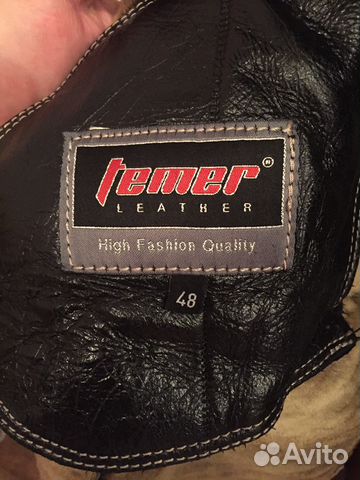 temer®
LEATHER
High Fashion Quality
48
Avito